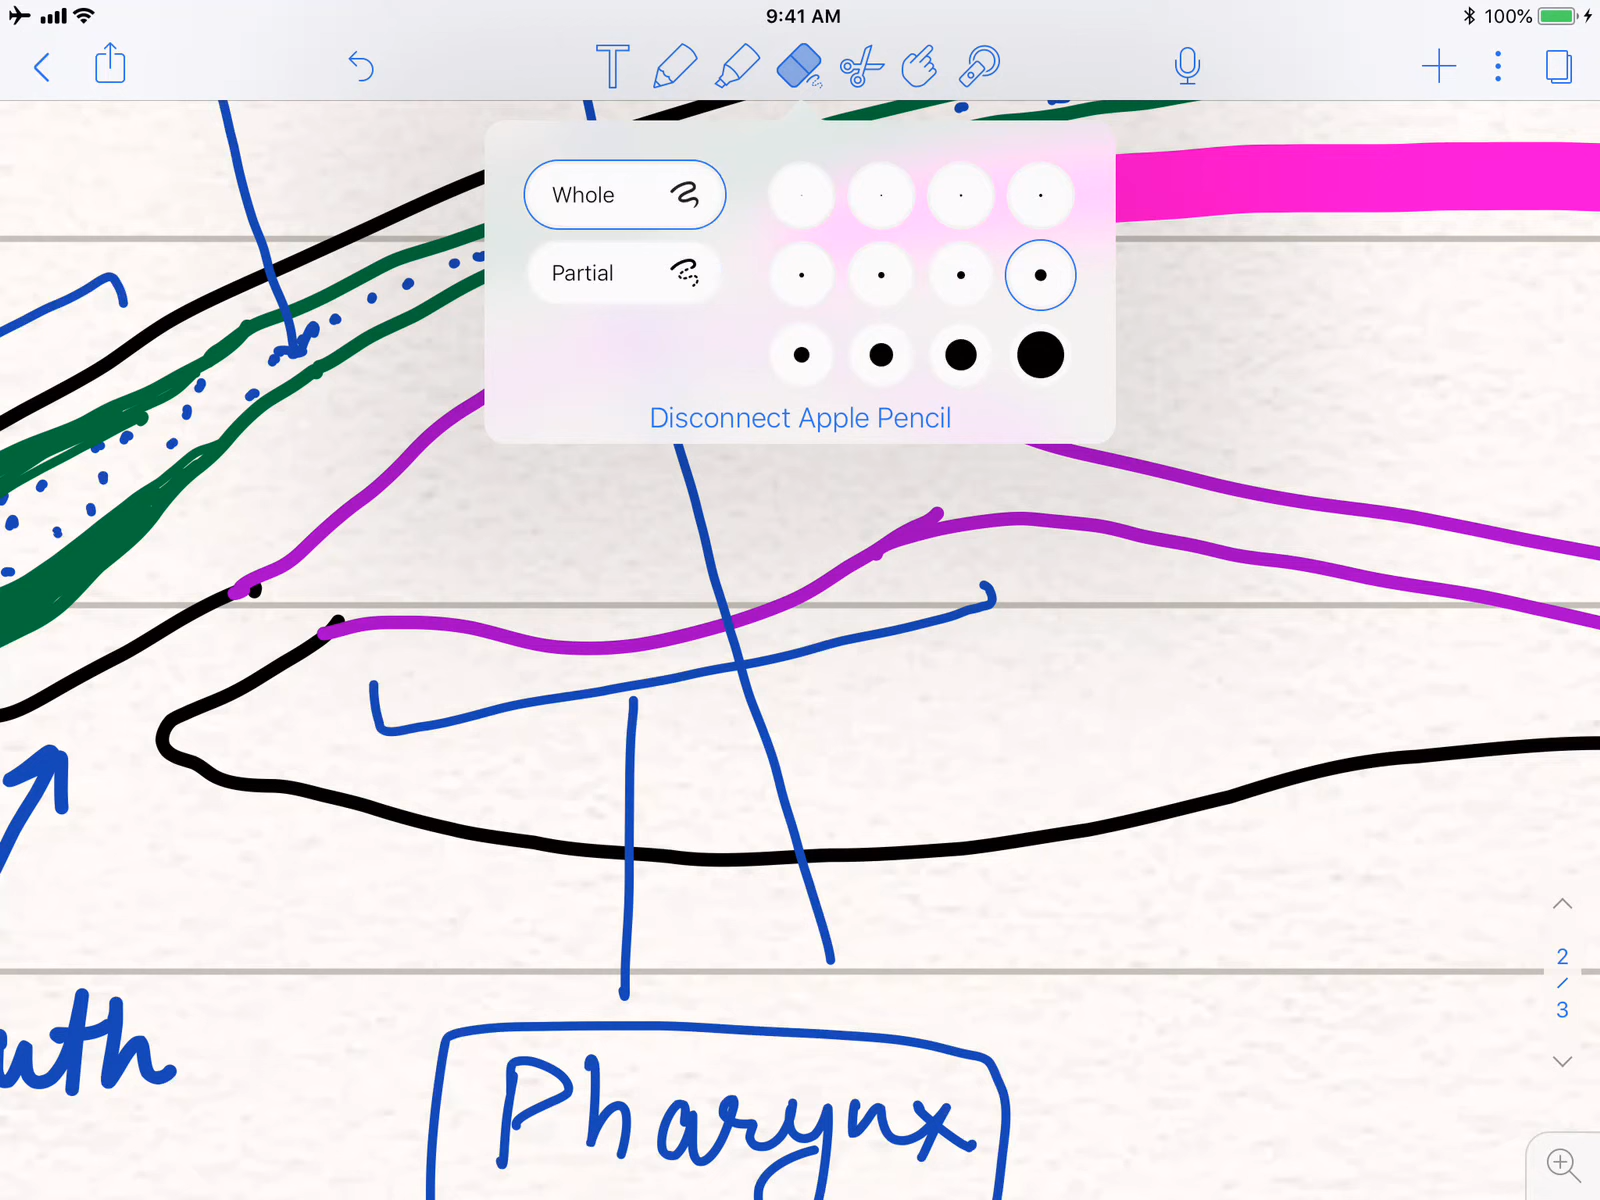 9:41 AM
100%
T
Whole
Partial
Disconnect Apple Pencil
2
3
uth
Pharynx